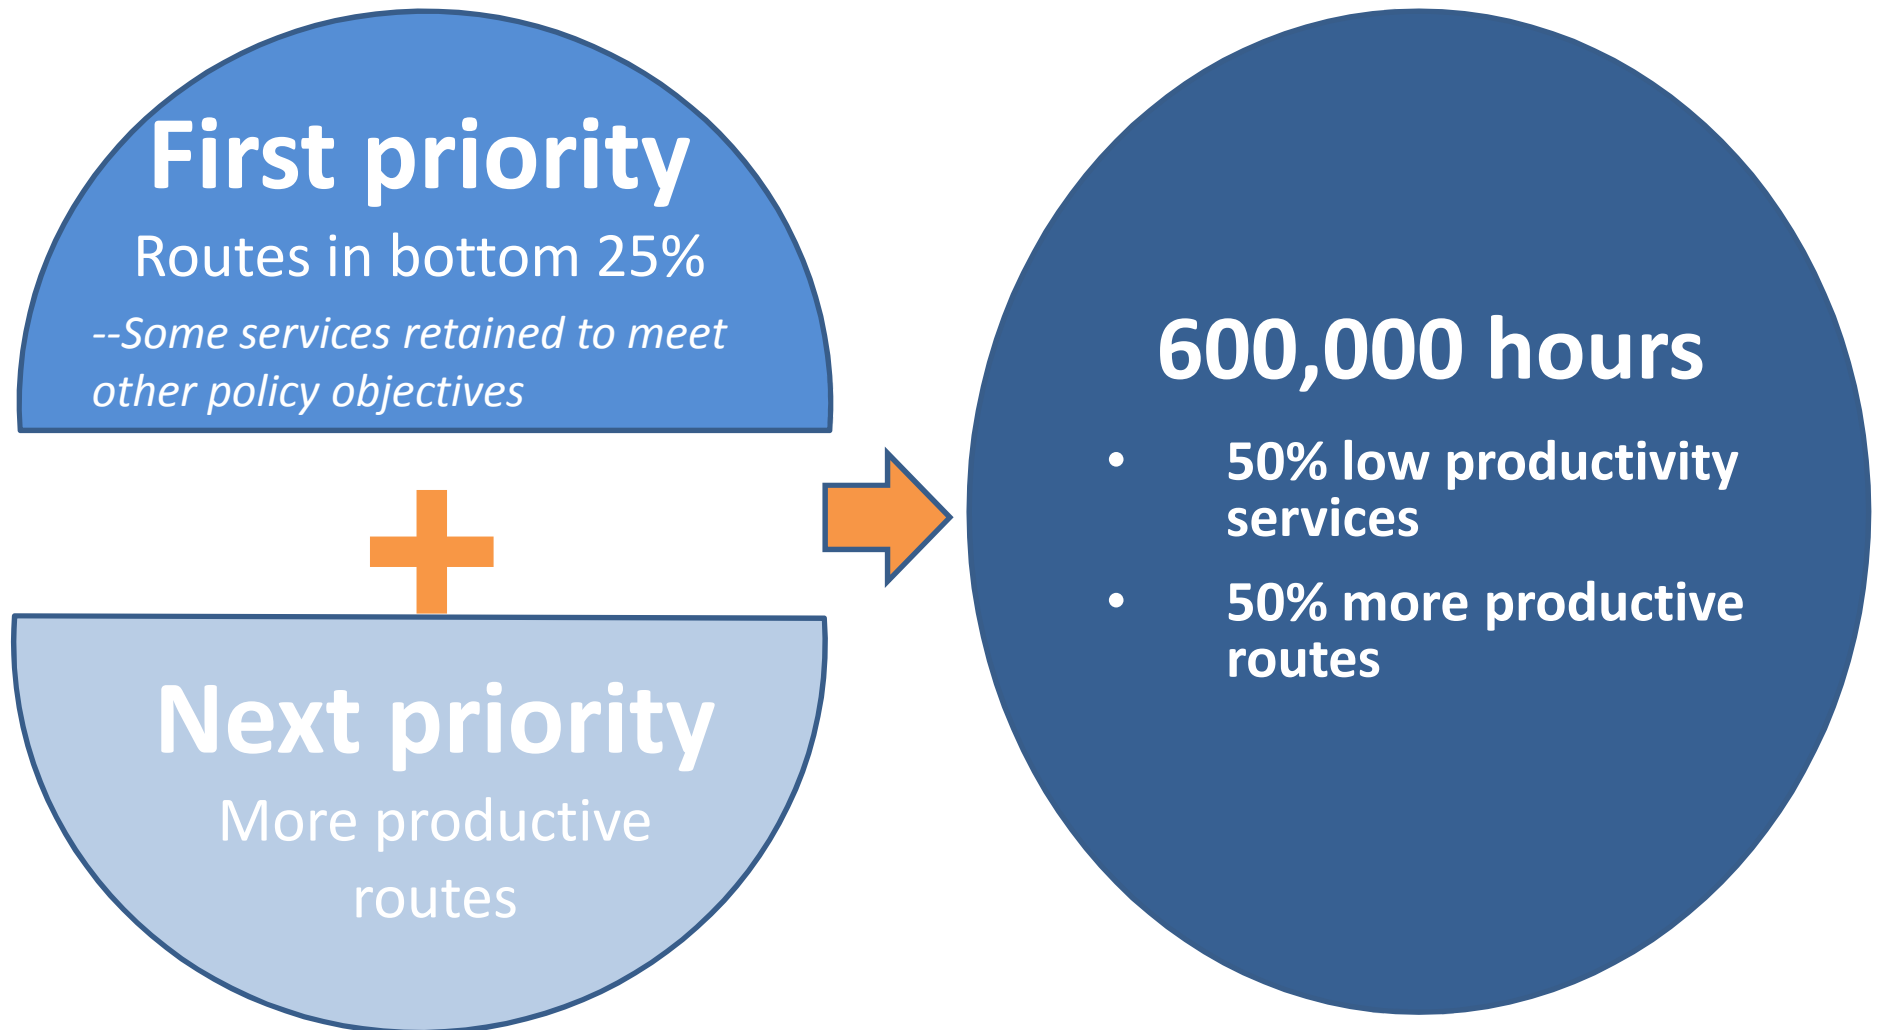 First priority
Routes in bottom 25%
--Some services retained to meet
other policy objectives
Next priority
More productive
routes
600,000 hours
• 50% low productivity
services
• 50% more productive
routes